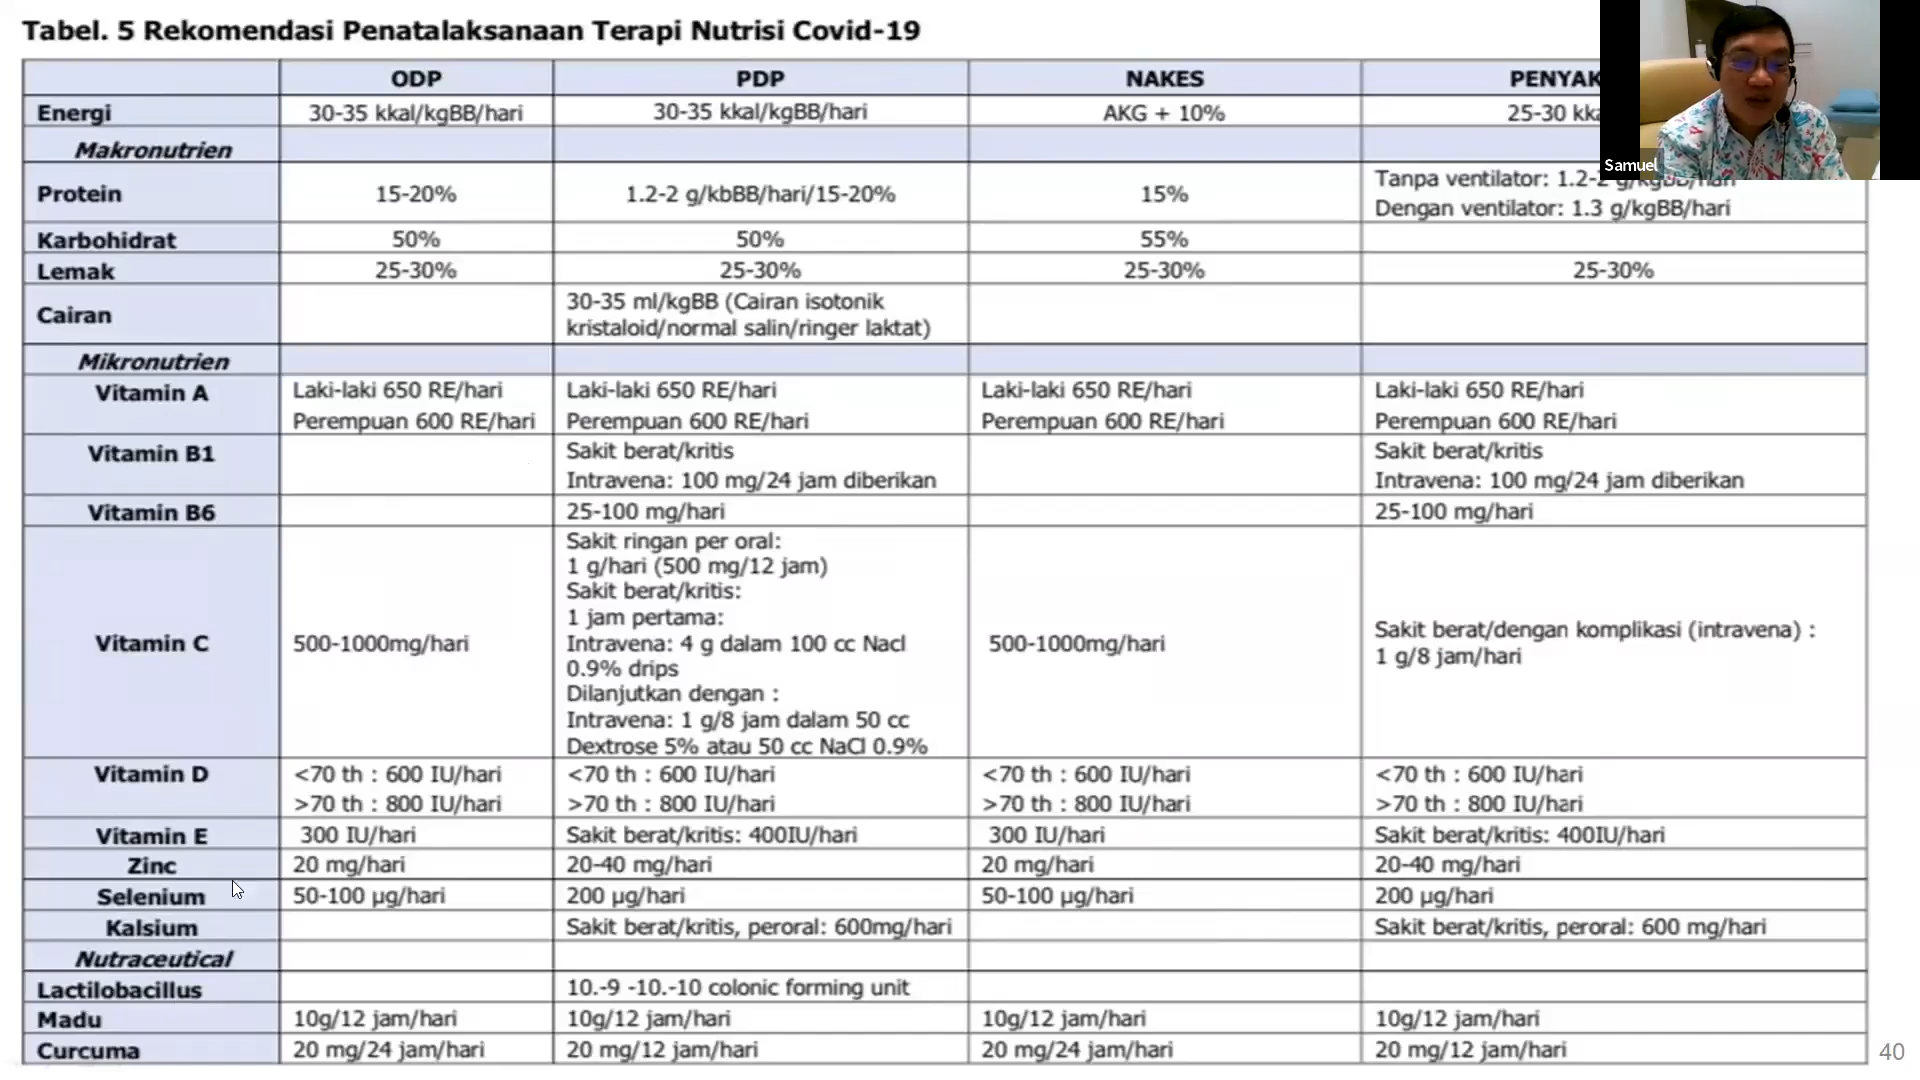 Tabel. 5 Rekomendasi Penatalaksanaan Terapi Nutrisi Covid-19
Samuel
ODP PDP NAKES
Energi 30-35 kkal/kgBB/hari 30-35 kkal/kgBB/hari AKG + 10% 25-30
Makronutrien
Protein 15-20% 1.2-2 g/kbBB/hari/15-20% 15% Tanpa ventilator: 1.2-2 g/kgBB/hari
Dengan ventilator: 1.3 g/kgBB/hari
Karbohidrat 50% 50% 55%
Lemak 25-30% 25-30% 25-30% 25-30%
Cairan 30-35 ml/kgBB (Cairan isotonik
kristaloid/normal salin/ringer laktat)
Mikronutrien
Vitamin A Laki-laki 650 RE/hari Laki-laki 650 RE/hari Laki-laki 650 RE/hari Laki-laki 650 RE/hari
Perempuan 600 RE/hari Perempuan 600 RE/hari Perempuan 600 RE/hari Perempuan 600 RE/hari
Vitamin B1 Sakit berat/kritis Sakit berat/kritis
Intravena: 100 mg/24 jam diberikan Intravena: 100 mg/24 jam diberikan
Vitamin B6 25-100 mg/hari 25-100 mg/hari
Vitamin C 500-1000mg/hari
Sakit ringan per oral:
1 g/hari (500 mg/12 jam)
Sakit berat/kritis:
1 jam pertama:
Intravena: 4 g dalam 100 cc Nacl
0.9% drips
Dilanjutkan dengan :
Intravena: 1 g/8 jam dalam 50 cc
Dextrose 5% atau 50 cc NaCl 0.9%
500-1000mg/hari
Sakit berat/dengan komplikasi (intravena) :
1 g/8 jam/hari
Vitamin D <70 th : 600 IU/hari <70 th : 600 IU/hari <70 th : 600 IU/hari <70 th : 600 IU/hari
>70 th : 800 IU/hari >70 th : 800 IU/hari >70 th : 800 IU/hari >70 th : 800 IU/hari
Vitamin E 300 IU/hari Sakit berat/kritis: 400IU/hari 300 IU/hari Sakit berat/kritis: 400IU/hari
Zinc 20 mg/hari 20-40 mg/hari 20 mg/hari 20-40 mg/hari
Selenium 50-100 µg/hari 200 µg/hari 50-100 µg/hari 200 µg/hari
Kalsium Sakit berat/kritis, peroral: 600mg/hari Sakit berat/kritis, peroral: 600 mg/hari
Nutraceutical
Lactilobacillus 10.-9 -10.-10 colonic forming unit
Madu 10g/12 jam/hari 10g/12 jam/hari 10g/12 jam/hari 10g/12 jam/hari
Curcuma 20 mg/24 jam/hari 20 mg/12 jam/hari 20 mg/24 jam/hari 20 mg/12 jam/hari
40